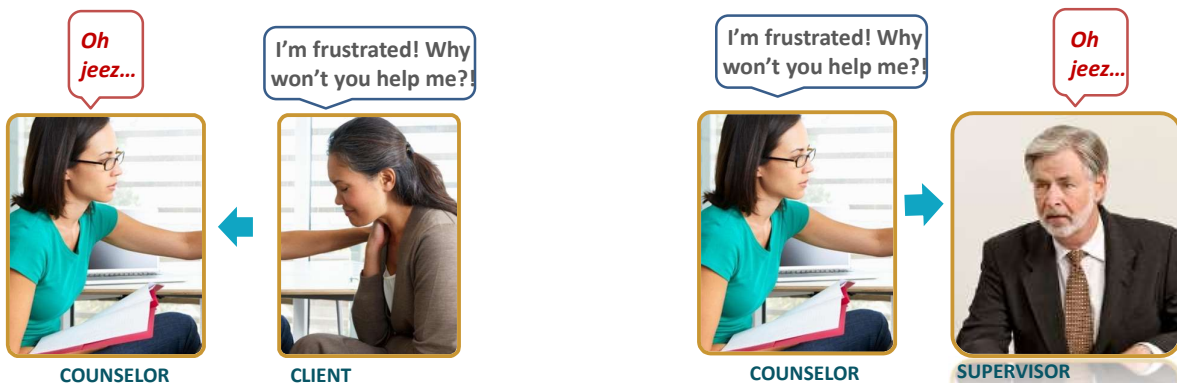 Oh
jeez…
I'm frustrated! Why
won't you help me?!
I'm frustrated! Why
won't you help me?!
Oh
jeez…
COUNSELOR
CLIENT
COUNSELOR
SUPERVISOR